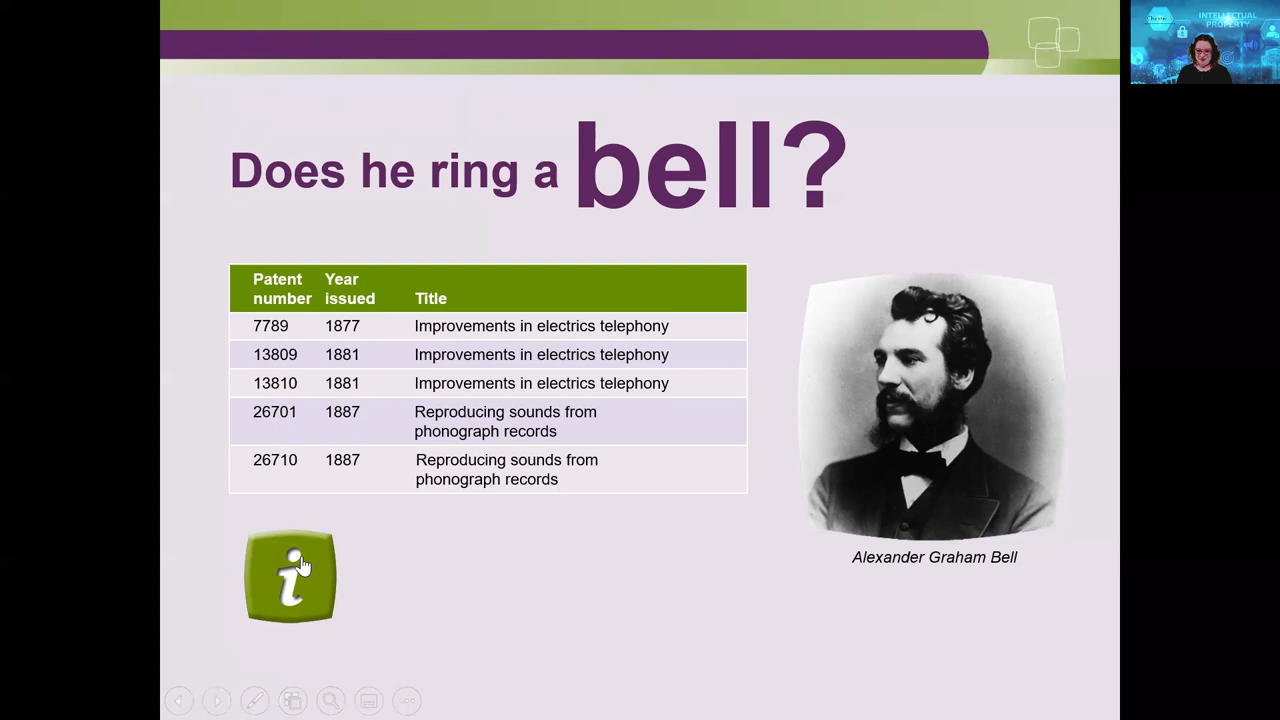 INTELLECTUAL
PROPERTY
Does he ring a bell?
Patent number Year issued Title
7789 1877 Improvements in electrics telephony
13809 1881 Improvements in electrics telephony
13810 1881 Improvements in electrics telephony
26701 1887 Reproducing sounds from
phonograph records
26710 1887 Reproducing sounds from
phonograph records
i
Alexander Graham Bell